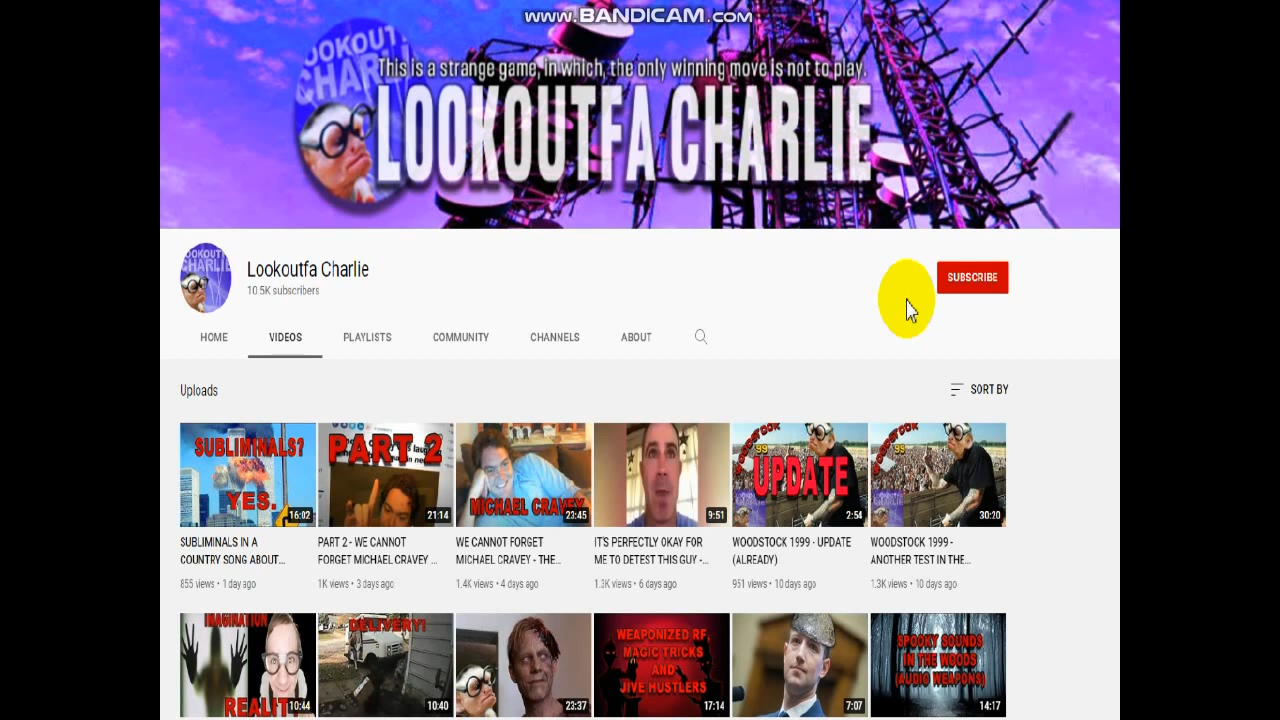 www.BANDICAM.com
This is a strange game, in which, the only winning move is not to play.
LOOKOUTFA CHARLIE
Lookoutfa Charlie
10.5K subscribers
SUBSCRIBE
HOME VIDEOS PLAYLISTS COMMUNITY CHANNELS ABOUT
Uploads
SORT BY
SUBLIMINALS?
YES.
16:02
PART 2
21:14
MICHAEL CRAVEY
23:45
9:51
WOODSTOCK
99
UPDATE
2:54
WOODSTOCK
99
30:20
SUBLIMINALS IN A
COUNTRY SONG ABOUT...
855 views • 1 day ago
PART 2 - WE CANNOT
FORGET MICHAEL CRAVEY ...
1K views • 3 days ago
WE CANNOT FORGET
MICHAEL CRAVEY - THE...
1.4K views • 4 days ago
IT'S PERFECTLY OKAY FOR
ME TO DETEST THIS GUY -...
1.3K views • 6 days ago
WOODSTOCK 1999 - UPDATE
(ALREADY)
951 views • 10 days ago
WOODSTOCK 1999 -
ANOTHER TEST IN THE...
1.3K views • 10 days ago
IMAGINATION
REALIT
10:44
DELIVERY!
10:40
23:37
WEAPONIZED RF,
MAGIC TRICKS
AND
JIVE HUSTLERS
17:14
7:07
SPOOKY SOUNDS
IN THE WOODS
(AUDIO WEAPONS)
14:17